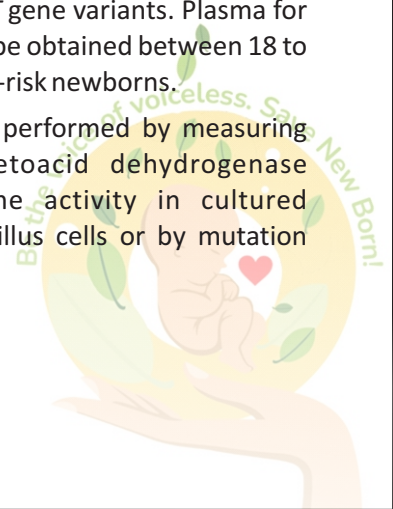 gene variants. Plasma for
be obtained between 18 to
-risk newborns.
performed by measuring
etoacid dehydrogenase
ne activity in cultured
illus cells or by mutation
Be the voice of voiceless. Save New Born!